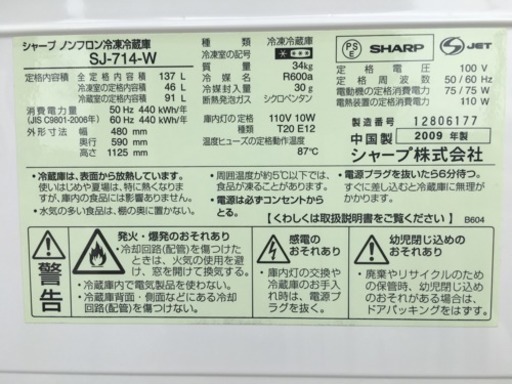 シャープ ノンフロン冷凍冷蔵庫
SJ-714-W
定格内容積 全定格内容積 137 L
冷凍室定格内容積 46 L
冷蔵室定格内容積 91 L
消費電力量 50 Hz 440 kWh/年
(JIS C9801-2006年) 60 Hz 440 kWh/年
外形寸法 幅 480 mm
奥行 590 mm
高さ 1125 mm
種類 冷凍冷蔵庫
冷凍室の記号
質量 34kg
冷媒名 R600a
冷媒封入量 30 g
断熱材発泡ガス シクロペンタン
庫内灯の定格 110V 10W
T20 E12
温度ヒューズの定格動作温度
87℃
PS E SHARP JET
定格電圧 100 V
定格周波数 50/60 Hz
電動機の定格消費電力 75/75 W
電熱装置の定格消費電力 110 W
製造番号 12806177
中国製 2009 年製
シャープ株式会社
・冷蔵庫は、表面から放熱しています。
使いはじめや夏場は、特に熱くなりますが、庫内の食品には影響ありません。
・水気の多い食品は、棚の奥に置かない。
・周囲温度が約5℃以下では、食品が凍ることがあります。
・電源は必ずコンセントからとる。
・電源プラグを抜いたら5~6分待つ。
すぐに差し込むと冷蔵庫に無理がかかります。
【くわしくは取扱説明書をご覧ください】 B604
警告
発火・爆発のおそれあり
・冷却回路(配管)を傷つけた
ときは、火気の使用を
避け、窓を開けて換気する。
・冷蔵庫内で電気製品を使わない。
・冷蔵庫背面・側面などにある冷却
回路(配管)を傷つけない。
感電の
おそれあり
・庫内灯の交換や
冷蔵庫のお手入
れ時は、電源プ
ラグを抜く。
幼児閉じ込めの
おそれあり
・廃棄やリサイクルのため
の保管時、幼児閉じ込め
のおそれがある場合は、
ドアパッキングをはずす。